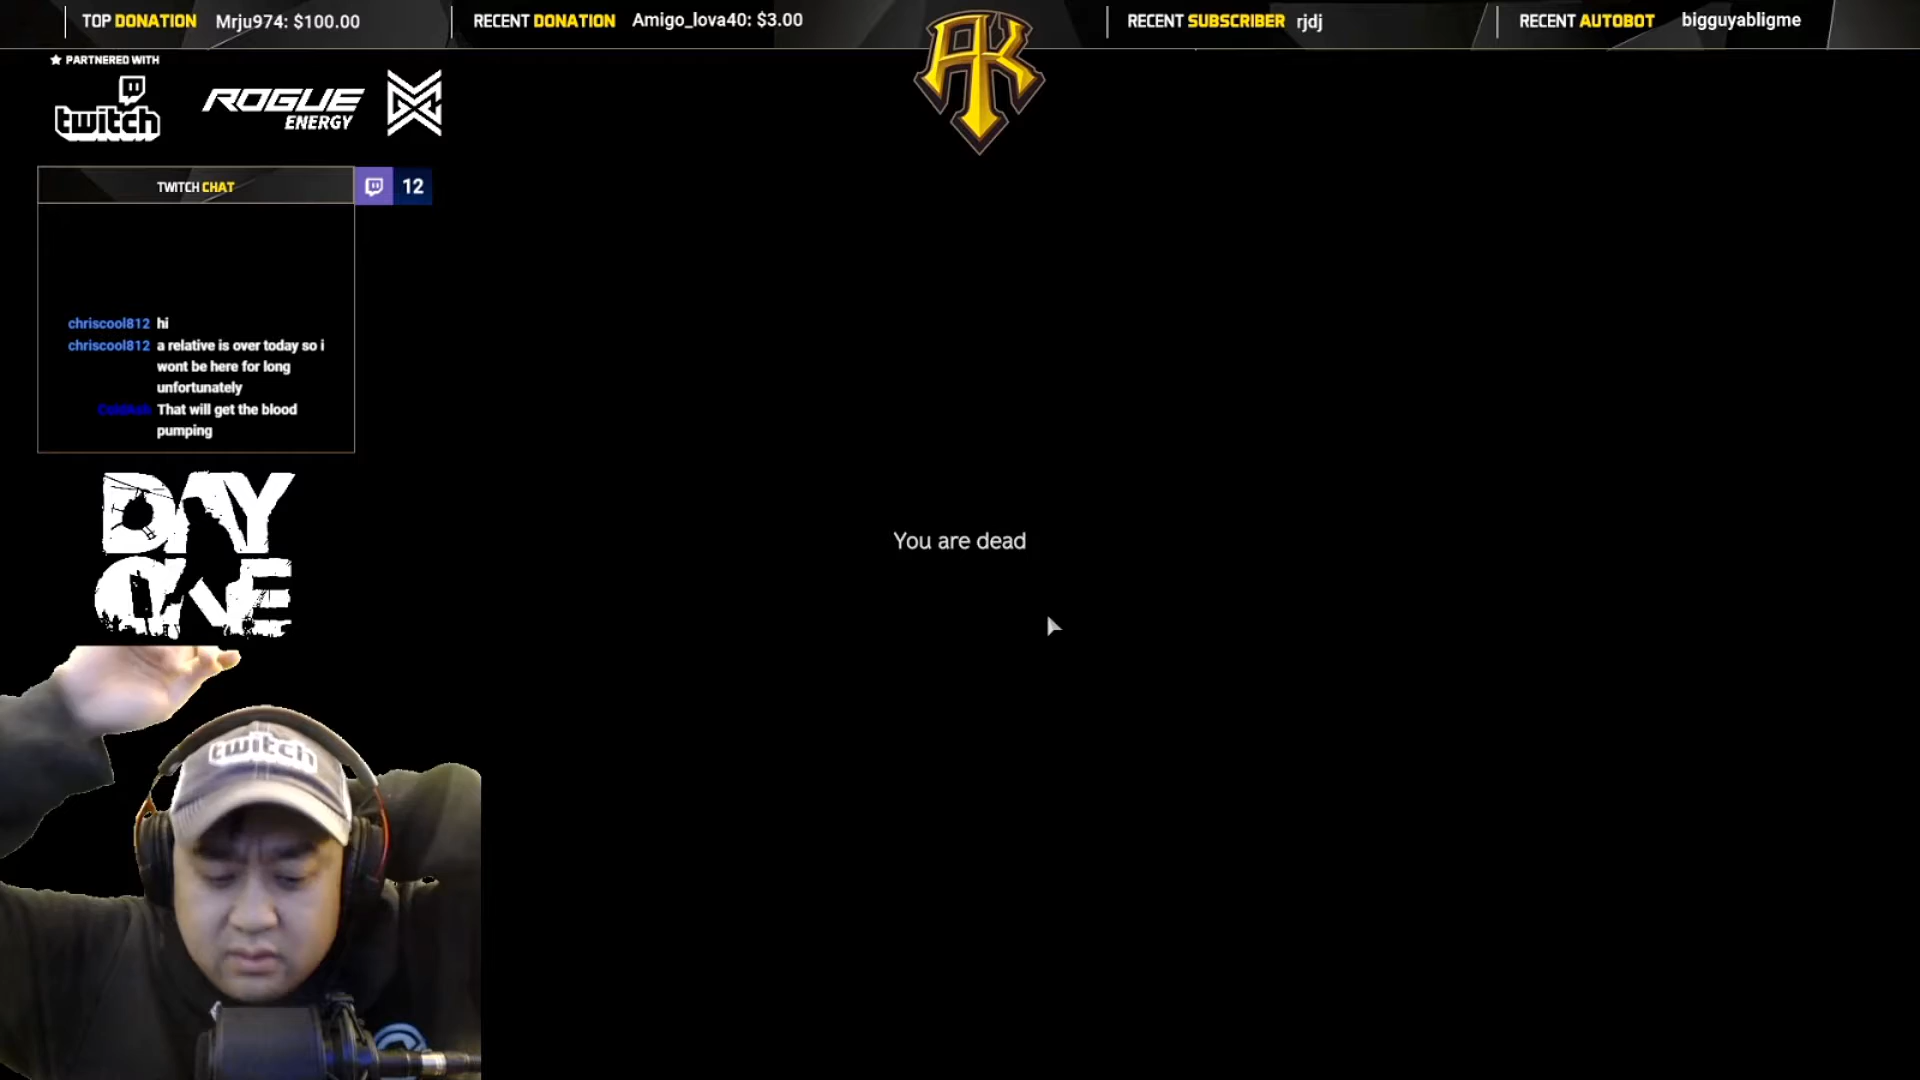 TOP DONATION Mrju974: $100.00
RECENT DONATION Amigo_lova40: $3.00
RECENT SUBSCRIBER rjdj
RECENT AUTOBOT bigguyabligme
★ PARTNERED WITH
twitch
ROGUE
ENERGY
AK
TWITCH CHAT
12
chriscool812 hi
chriscool812 a relative is over today so i
wont be here for long
unfortunately
That will get the blood
pumping
DAY
ONE
You are dead
twitch